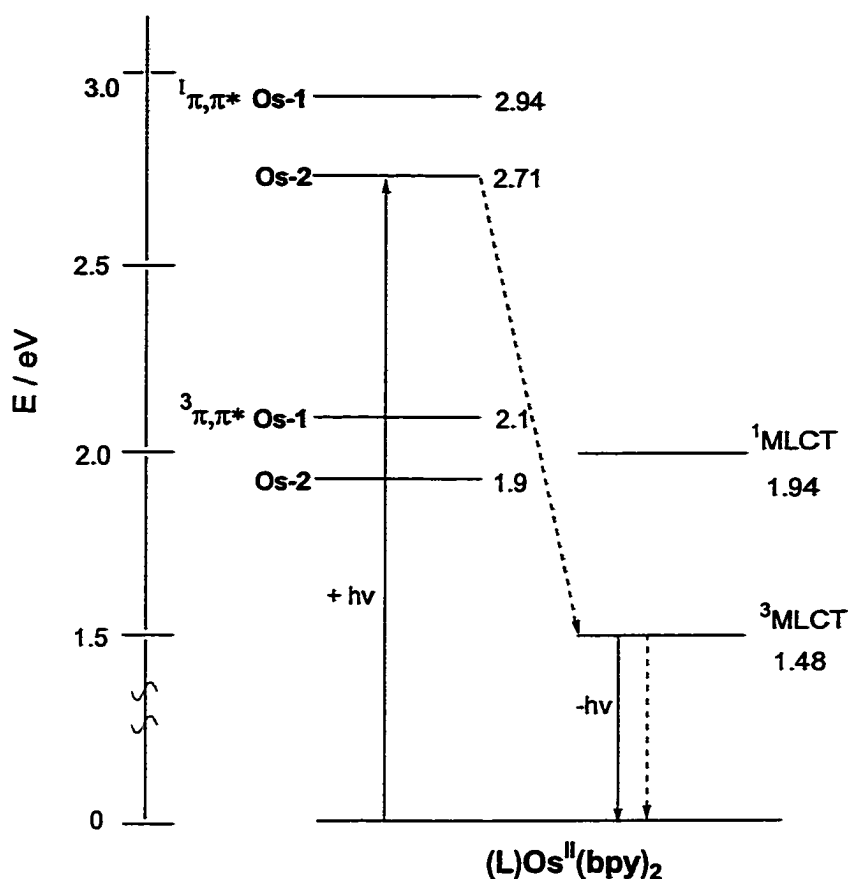 3.0
¹π,π* Os-1 2.94
Os-2 2.71
2.5
E / eV
³π,π* Os-1 2.1
2.0
¹MLCT
1.94
Os-2 1.9
+ hν
1.5
³MLCT
1.48
-hν
0
(L)Osᴵᴵ(bpy)₂